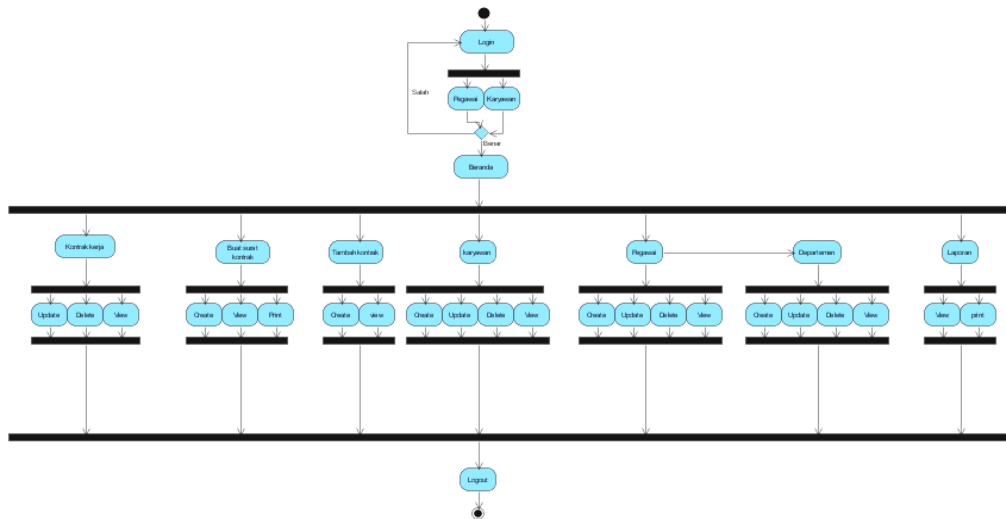 Login
Salah
Pegawai
Karyawan
Benar
Beranda
Kontrak kerja
Buat surat
kontrak
Tambah kontrak
karyawan
Pegawai
Departemen
Laporan
Update
Delete
View
Create
View
Print
Create
view
Create
Update
Delete
View
Create
Update
Delete
View
Create
Update
Delete
View
View
print
Logout